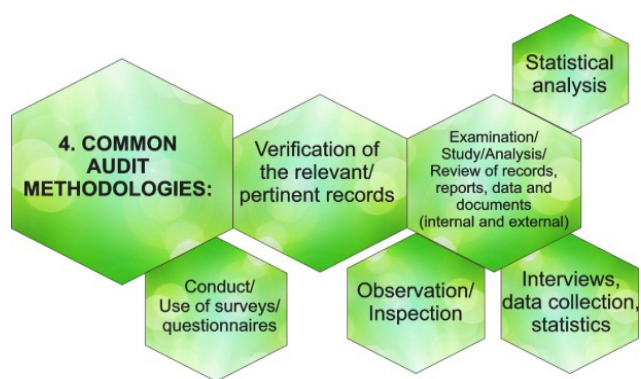 4. COMMON
AUDIT
METHODOLOGIES:
Verification of
the relevant/
pertinent records
Examination/
Study/Analysis/
Review of records,
reports, data and
documents
(internal and external)
Statistical
analysis
Conduct/
Use of surveys/
questionnaires
Observation/
Inspection
Interviews,
data collection,
statistics